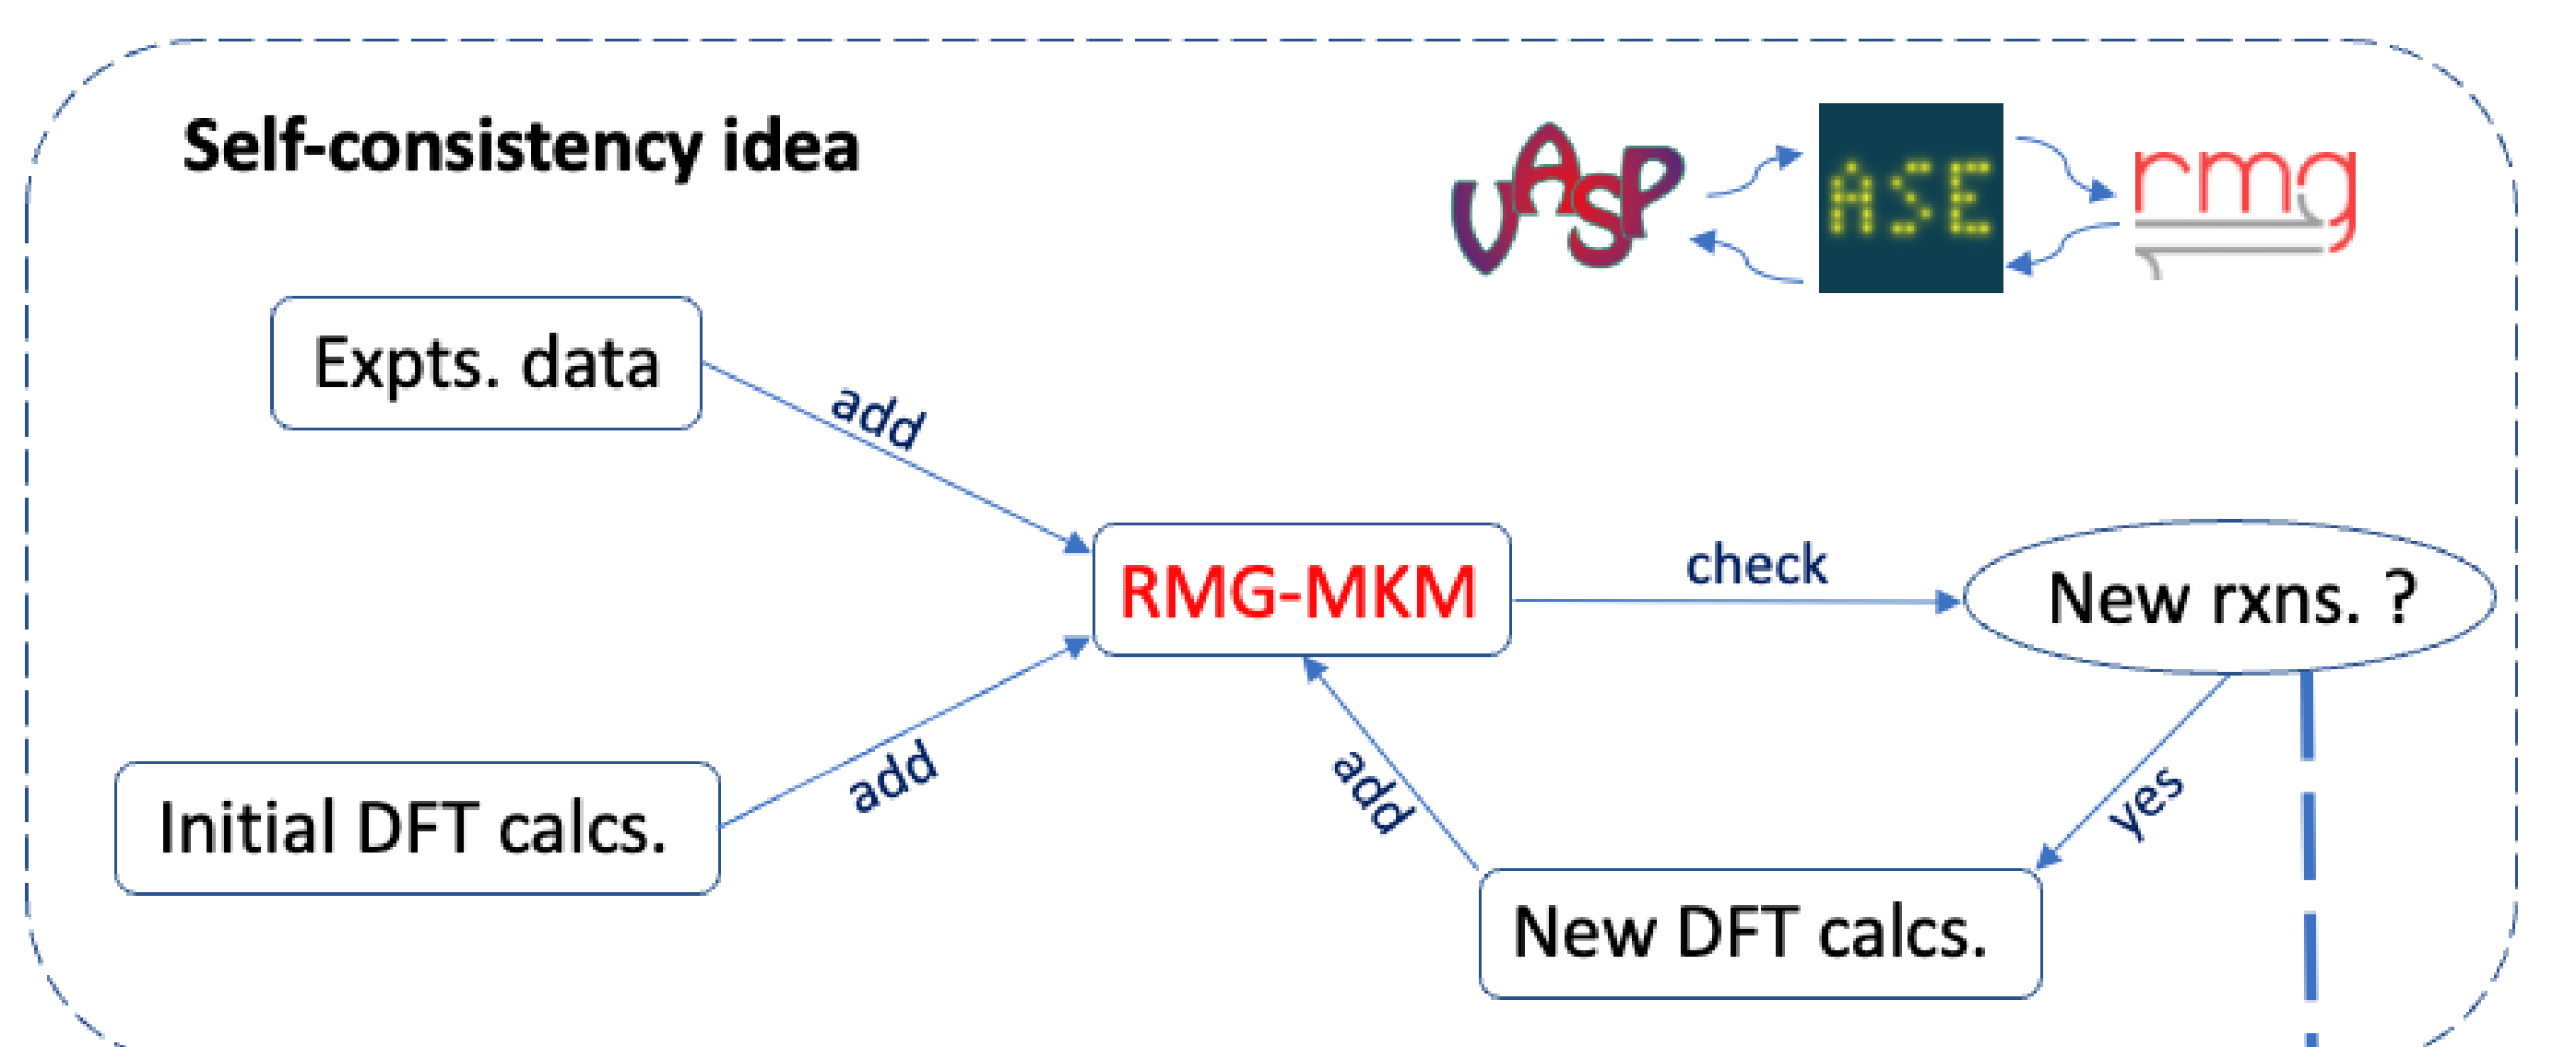 Self-consistency idea
VASP
ASE
rmg
Expts. data
add
RMG-MKM
check
New rxns. ?
Initial DFT calcs.
add
add
yes
New DFT calcs.